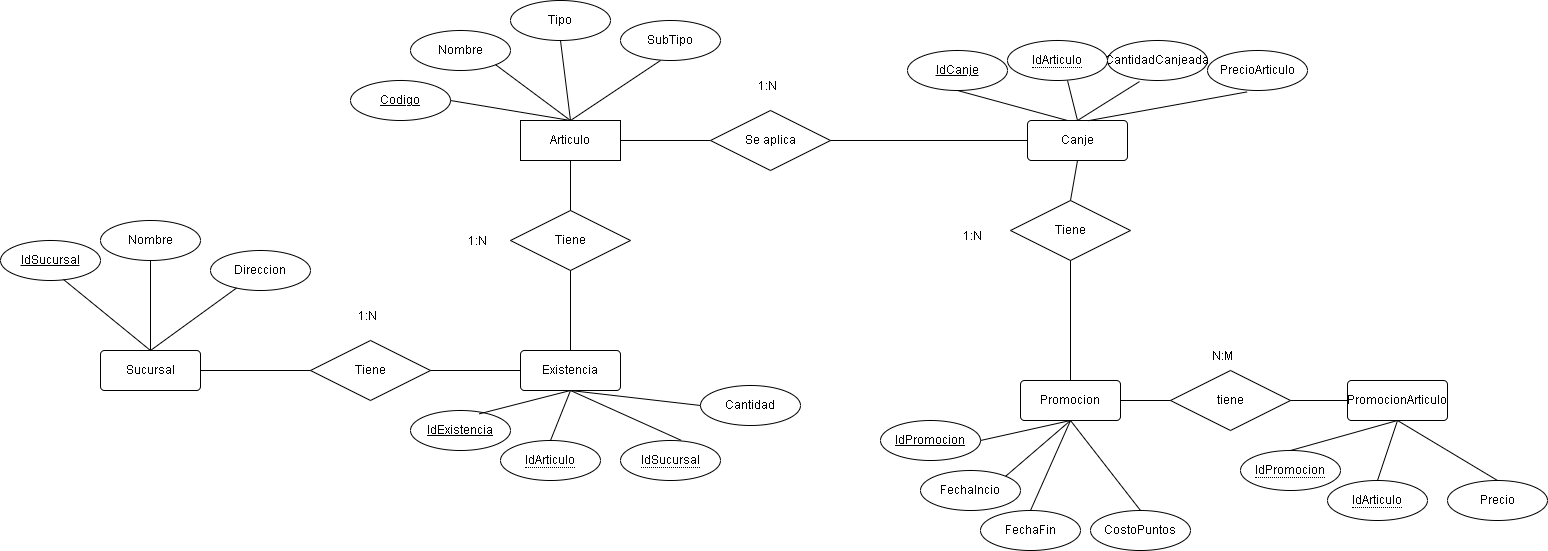 Tipo
Nombre
SubTipo
Codigo
IdCanje
IdArticulo
CantidadCanjeada
PrecioArticulo
1:N
Articulo
Se aplica
Canje
1:N
Tiene
1:N
Tiene
IdSucursal
Nombre
Direccion
1:N
Sucursal
Tiene
Existencia
IdExistencia
IdArticulo
IdSucursal
Cantidad
N:M
Promocion
tiene
PromocionArticulo
IdPromocion
FechaIncio
FechaFin
CostoPuntos
IdPromocion
IdArticulo
Precio